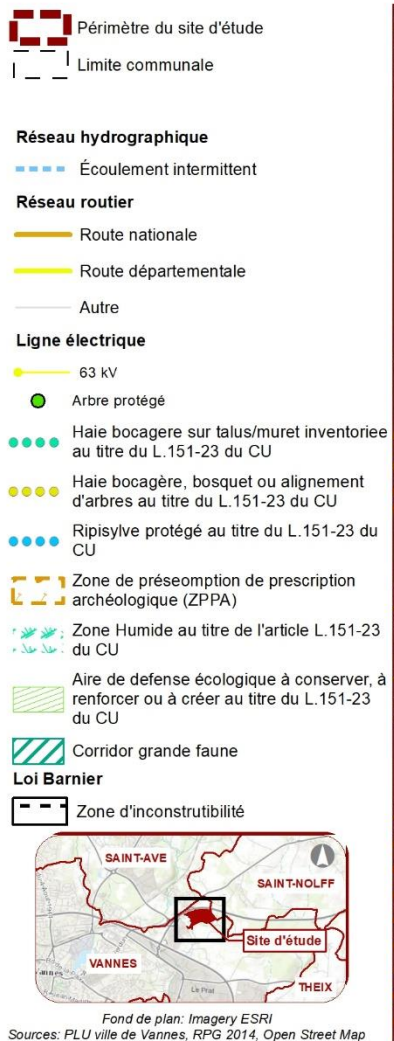 Périmètre du site d'étude
Limite communale
Réseau hydrographique
Écoulement intermittent
Réseau routier
Route nationale
Route départementale
Autre
Ligne électrique
63 kV
Arbre protégé
Haie bocagere sur talus/muret inventoriee
au titre du L.151-23 du CU
Haie bocagère, bosquet ou alignement
d'arbres au titre du L.151-23 du CU
Ripisylve protégé au titre du L.151-23 du
CU
Zone de préseomption de prescription
archéologique (ZPPA)
Zone Humide au titre de l'article L.151-23
du CU
Aire de defense écologique à conserver, à
renforcer ou à créer au titre du L.151-23
du CU
Corridor grande faune
Loi Barnier
Zone d'inconstrutibilité
SAINT-AVE
SAINT-NOLFF
Site d'étude
VANNES
Vannes
Le Prat
THEIX
Fond de plan: Imagery ESRI
Sources: PLU ville de Vannes, RPG 2014, Open Street Map